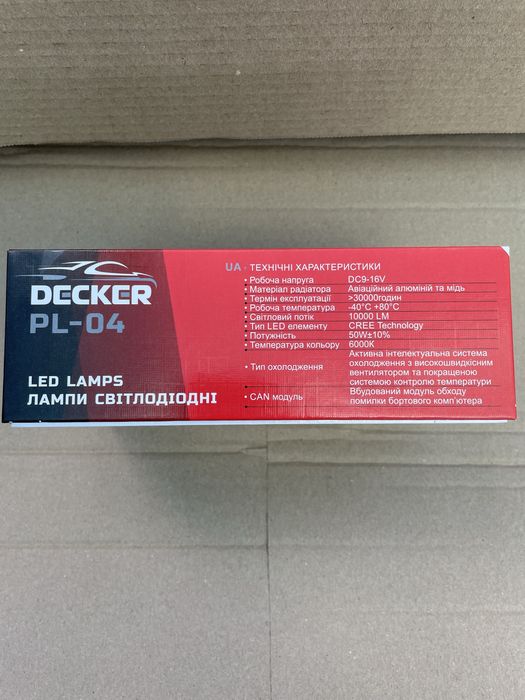 DECKER
PL-04
LED LAMPS
ЛАМПИ СВІТЛОДІОДНІ
UA - ТЕХНІЧНІ ХАРАКТЕРИСТИКИ
• Робоча напруга DC9-16V
• Матеріал радіатора Авіаційний алюміній та мідь
• Термін експлуатації >30000годин
• Робоча температура -40°C +80°C
• Світловий потік 10000 LM
• Тип LED елементу CREE Technology
• Потужність 50W±10%
• Температура кольору 6000K
• Тип охолодження Активна інтелектуальна система
охолодження з високошвидкісним
вентилятором та покращеною
системою контролю температури
• CAN модуль Вбудований модуль обходу
помилки бортового комп'ютера